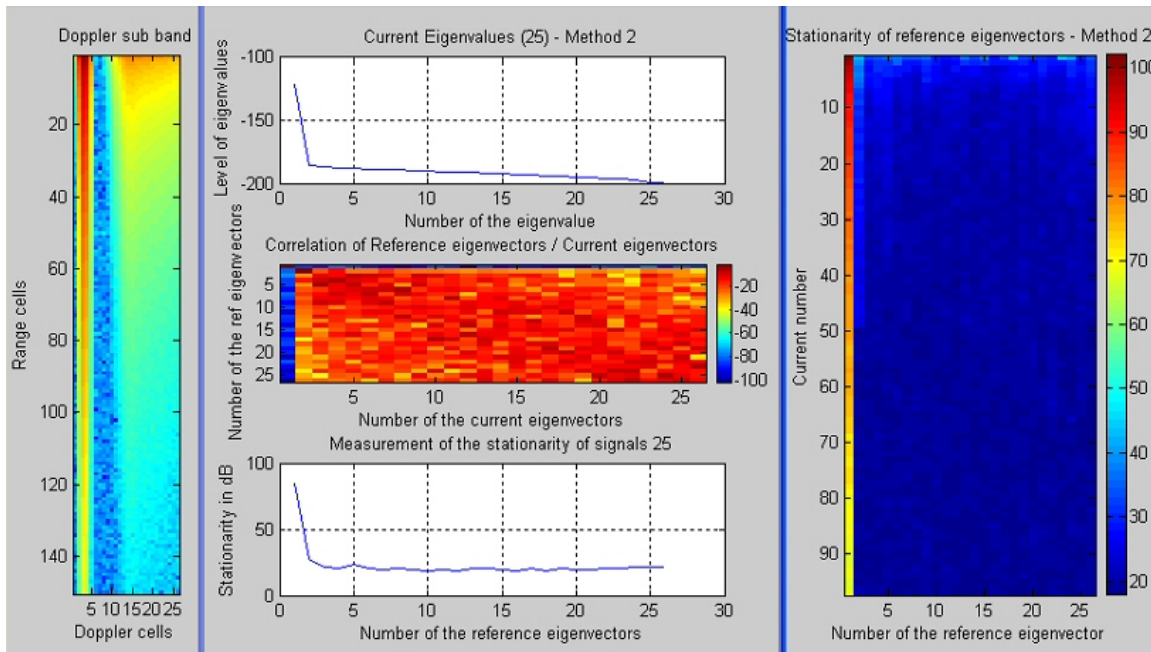 Doppler sub band
20
40
60
80
100
120
140
Range cells
5 10 15 20 25
Doppler cells
Current Eigenvalues (25) - Method 2
-100
-150
-200
Level of eigenvalues
0 5 10 15 20 25 30
Number of the eigenvalue
Correlation of Reference eigenvectors / Current eigenvectors
5
10
15
20
25
Number of the ref eigenvectors
5 10 15 20 25
-20
-40
-60
-80
-100
Number of the current eigenvectors
Measurement of the stationarity of signals 25
100
50
0
Stationarity in dB
0 5 10 15 20 25 30
Number of the reference eigenvectors
Stationarity of reference eigenvectors - Method 2
10
20
30
40
50
60
70
80
90
Current number
5 10 15 20 25
Number of the reference eigenvector
100
90
80
70
60
50
40
30
20